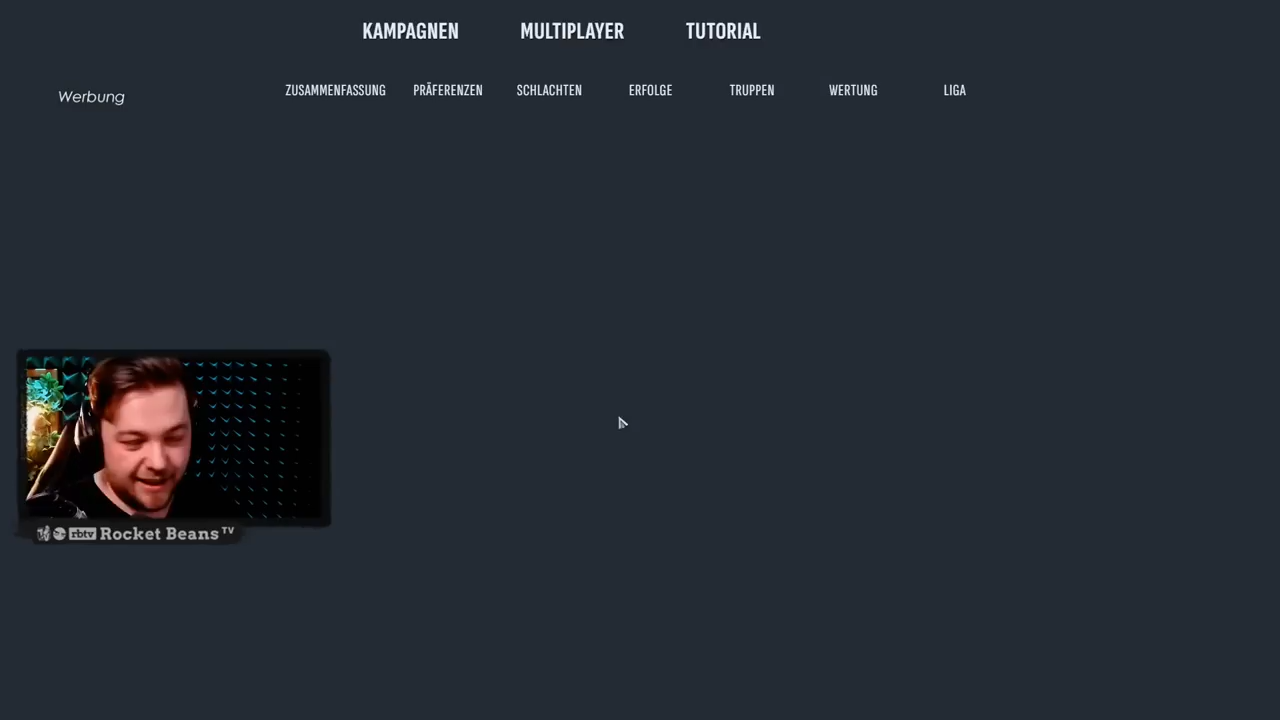 KAMPAGNEN MULTIPLAYER TUTORIAL
Werbung ZUSAMMENFASSUNG PRÄFERENZEN SCHLACHTEN ERFOLGE TRUPPEN WERTUNG LIGA
rbtv Rocket Beans TV